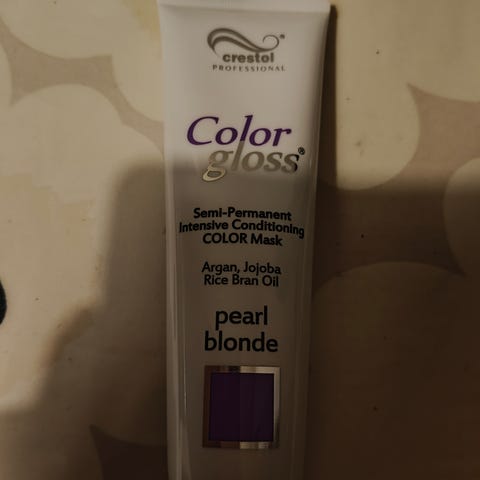 crestol®
PROFESSIONAL
Color
gloss®
Semi-Permanent
Intensive Conditioning
COLOR Mask
Argan, Jojoba
Rice Bran Oil
pearl
blonde